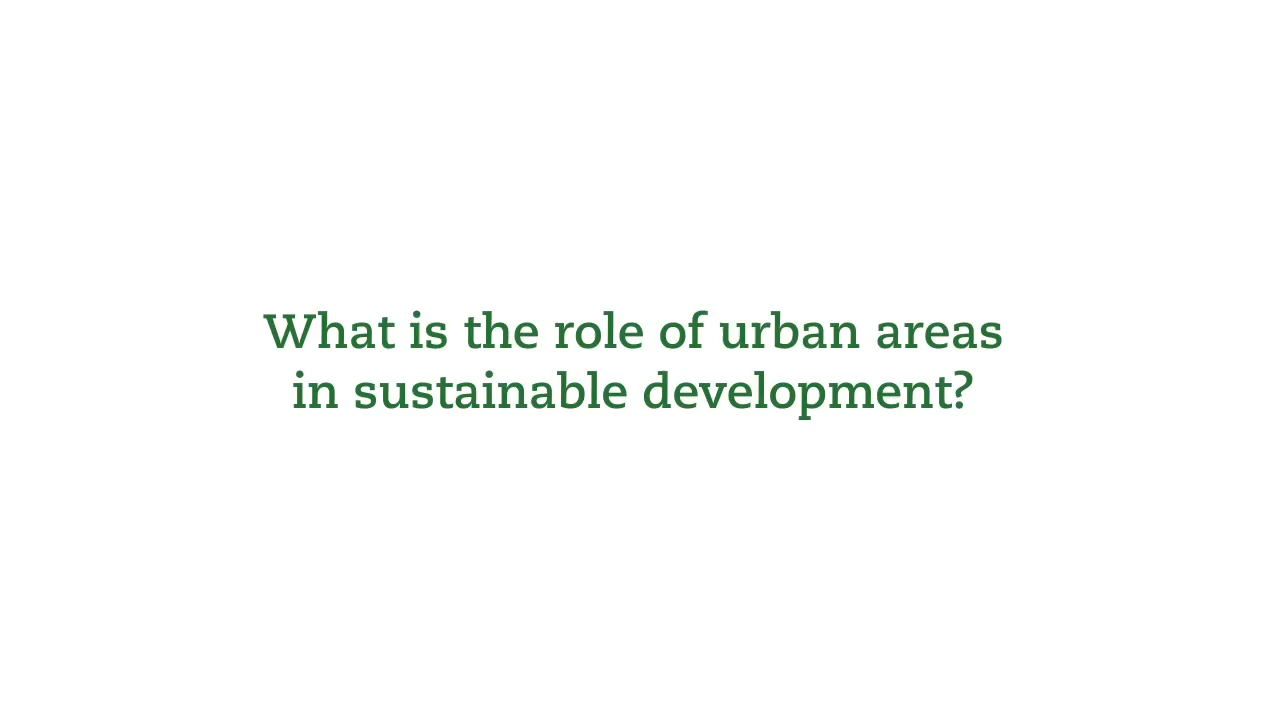 What is the role of urban areas
in sustainable development?